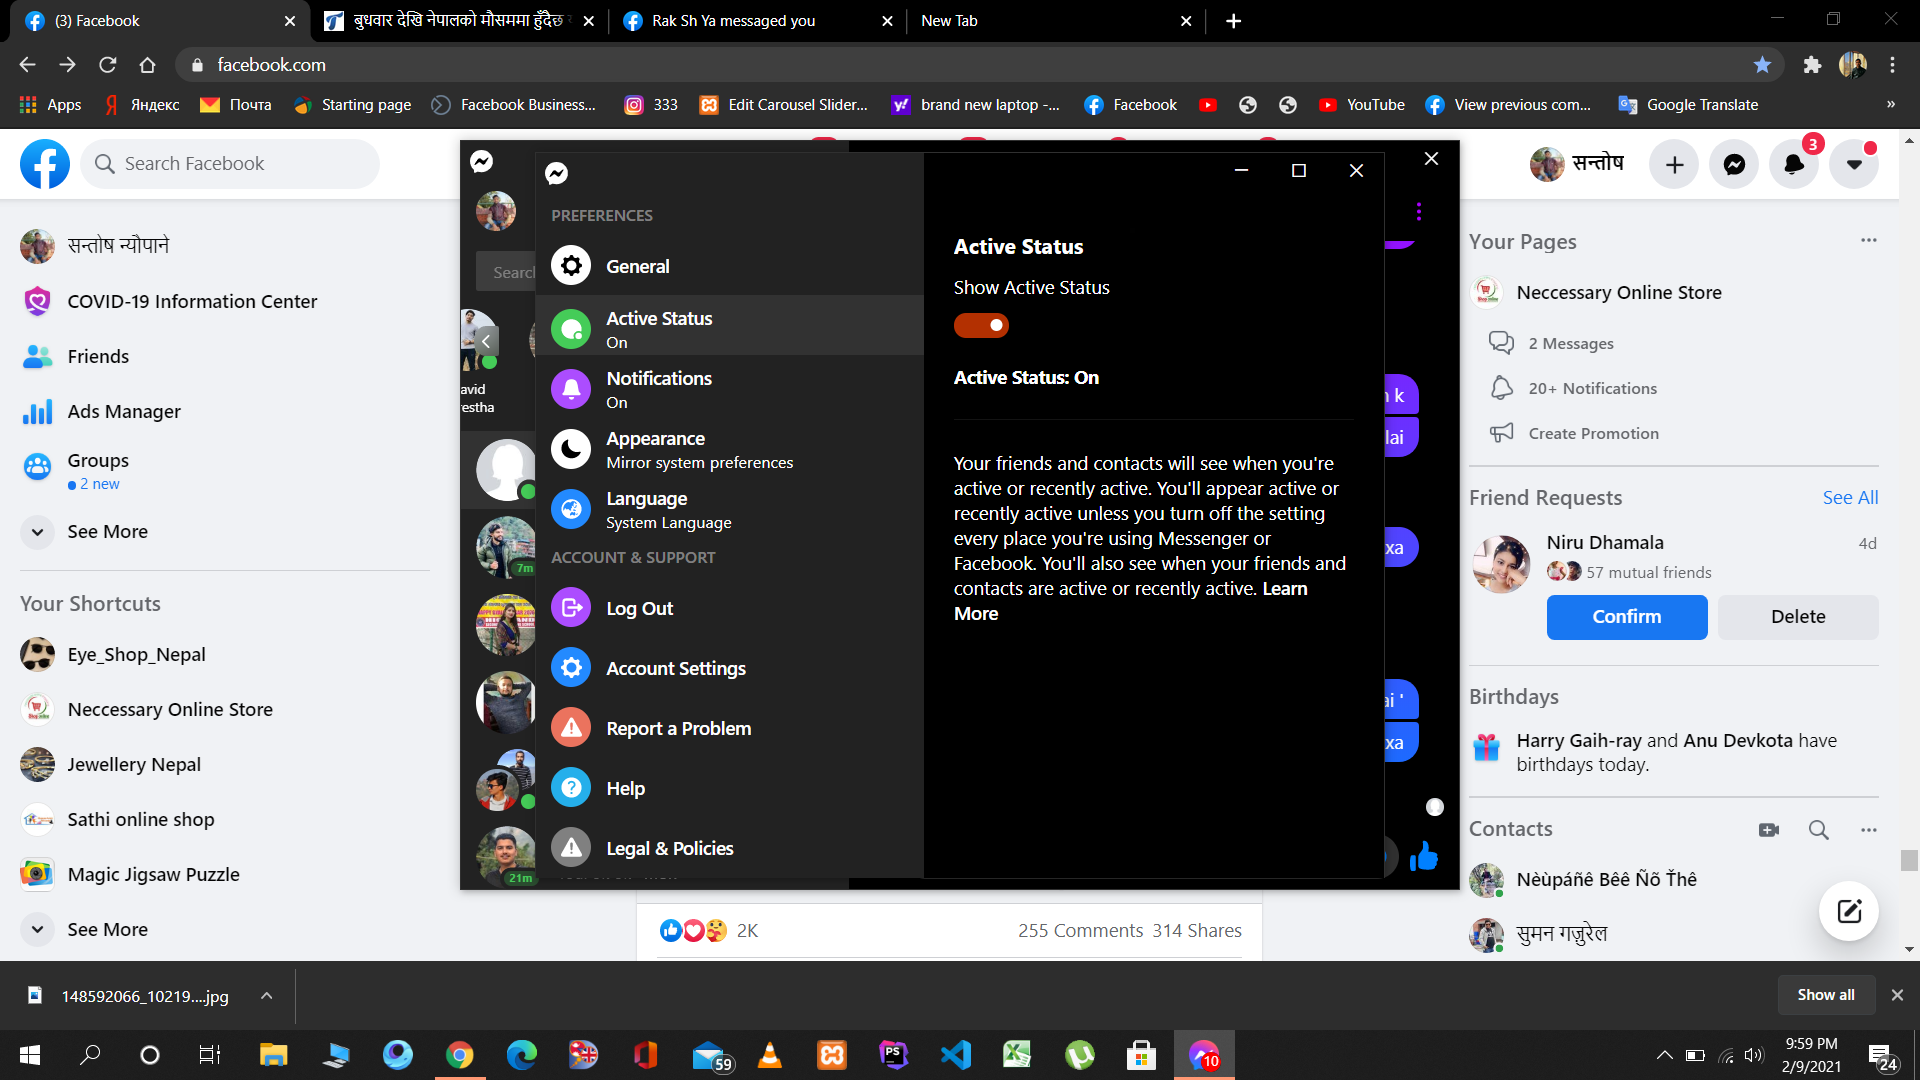 (3) Facebook
बुधवार देखि नेपालको मौसममा हुँदैछ
Rak Sh Ya messaged you
New Tab
facebook.com
Apps
Яндекс
Почта
Starting page
Facebook Business...
333
Edit Carousel Slider...
brand new laptop -...
Facebook
YouTube
View previous com...
Google Translate
»
Search Facebook
सन्तोष
3
सन्तोष न्यौपाने
COVID-19 Information Center
Friends
Ads Manager
Groups
2 new
See More
Your Shortcuts
Eye_Shop_Nepal
Neccessary Online Store
Jewellery Nepal
Sathi online shop
Magic Jigsaw Puzzle
See More
Search
avid
restha
7m
21m
PREFERENCES
General
Active Status
On
Notifications
On
Appearance
Mirror system preferences
Language
System Language
ACCOUNT & SUPPORT
Log Out
Account Settings
Report a Problem
Help
Legal & Policies
Active Status
Show Active Status
Active Status: On
Your friends and contacts will see when you're
active or recently active. You'll appear active or
recently active unless you turn off the setting
every place you're using Messenger or
Facebook. You'll also see when your friends and
contacts are active or recently active. Learn
More
k
lai
xa
ai '
xa
2K
255 Comments 314 Shares
Your Pages
Neccessary Online Store
2 Messages
20+ Notifications
Create Promotion
Friend Requests
See All
Niru Dhamala
4d
57 mutual friends
Confirm
Delete
Birthdays
Harry Gaih-ray and Anu Devkota have
birthdays today.
Contacts
Nèùpáñê Bêê Ñõ Ťhê
सुमन गजुरेल
148592066_10219....jpg
Show all
59
10
9:59 PM
2/9/2021
24